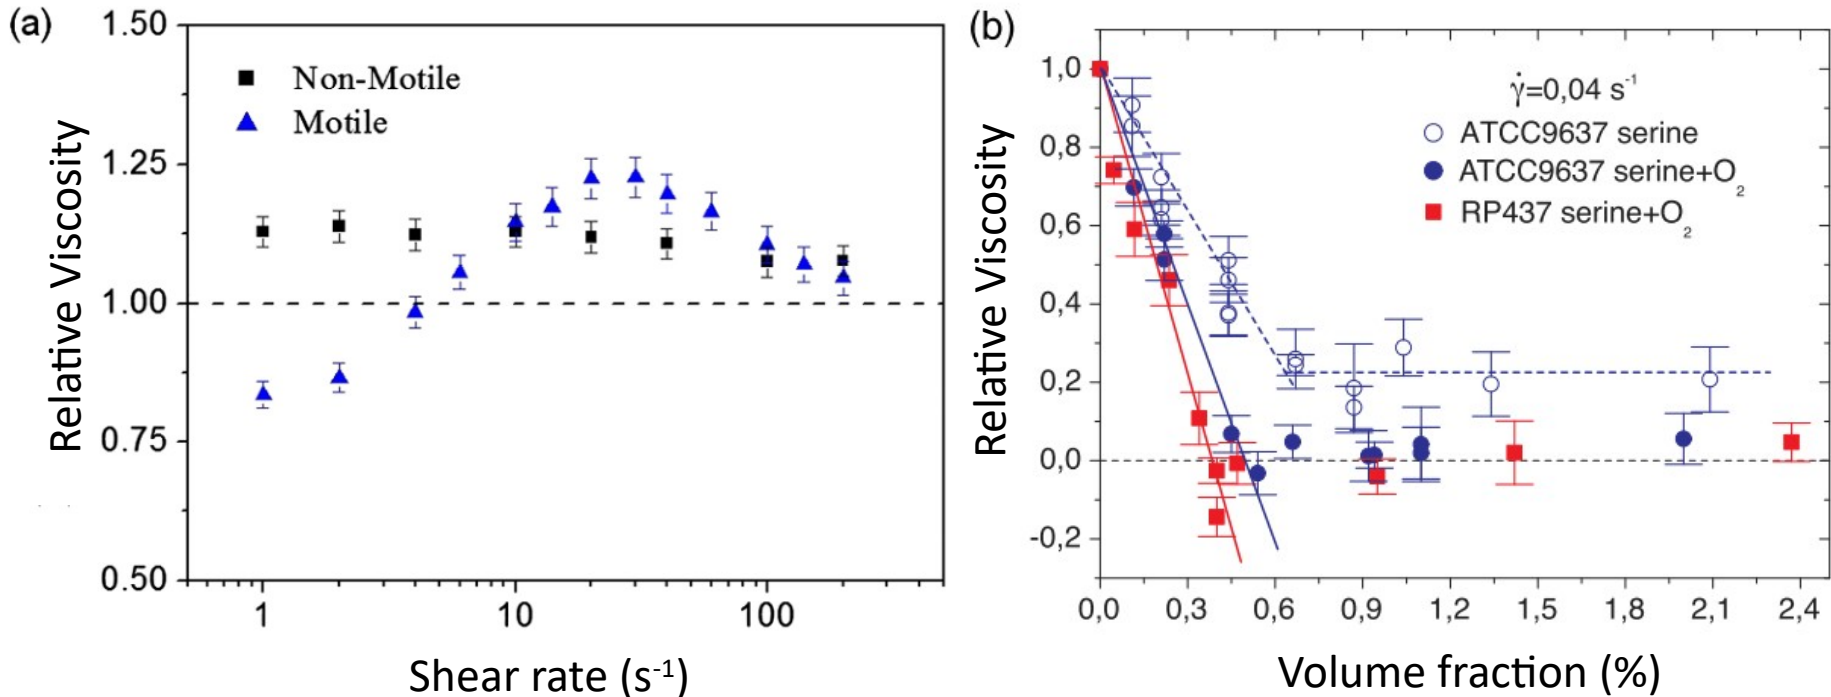 (a)
1.50
1.25
1.00
0.75
0.50
Relative Viscosity
Non-Motile
Motile
1
10
100
Shear rate (s⁻¹)
(b)
1,0
0,8
0,6
0,4
0,2
0,0
-0,2
Relative Viscosity
γ̇=0,04 s⁻¹
ATCC9637 serine
ATCC9637 serine+O₂
RP437 serine+O₂
0,0 0,3 0,6 0,9 1,2 1,5 1,8 2,1 2,4
Volume fraction (%)